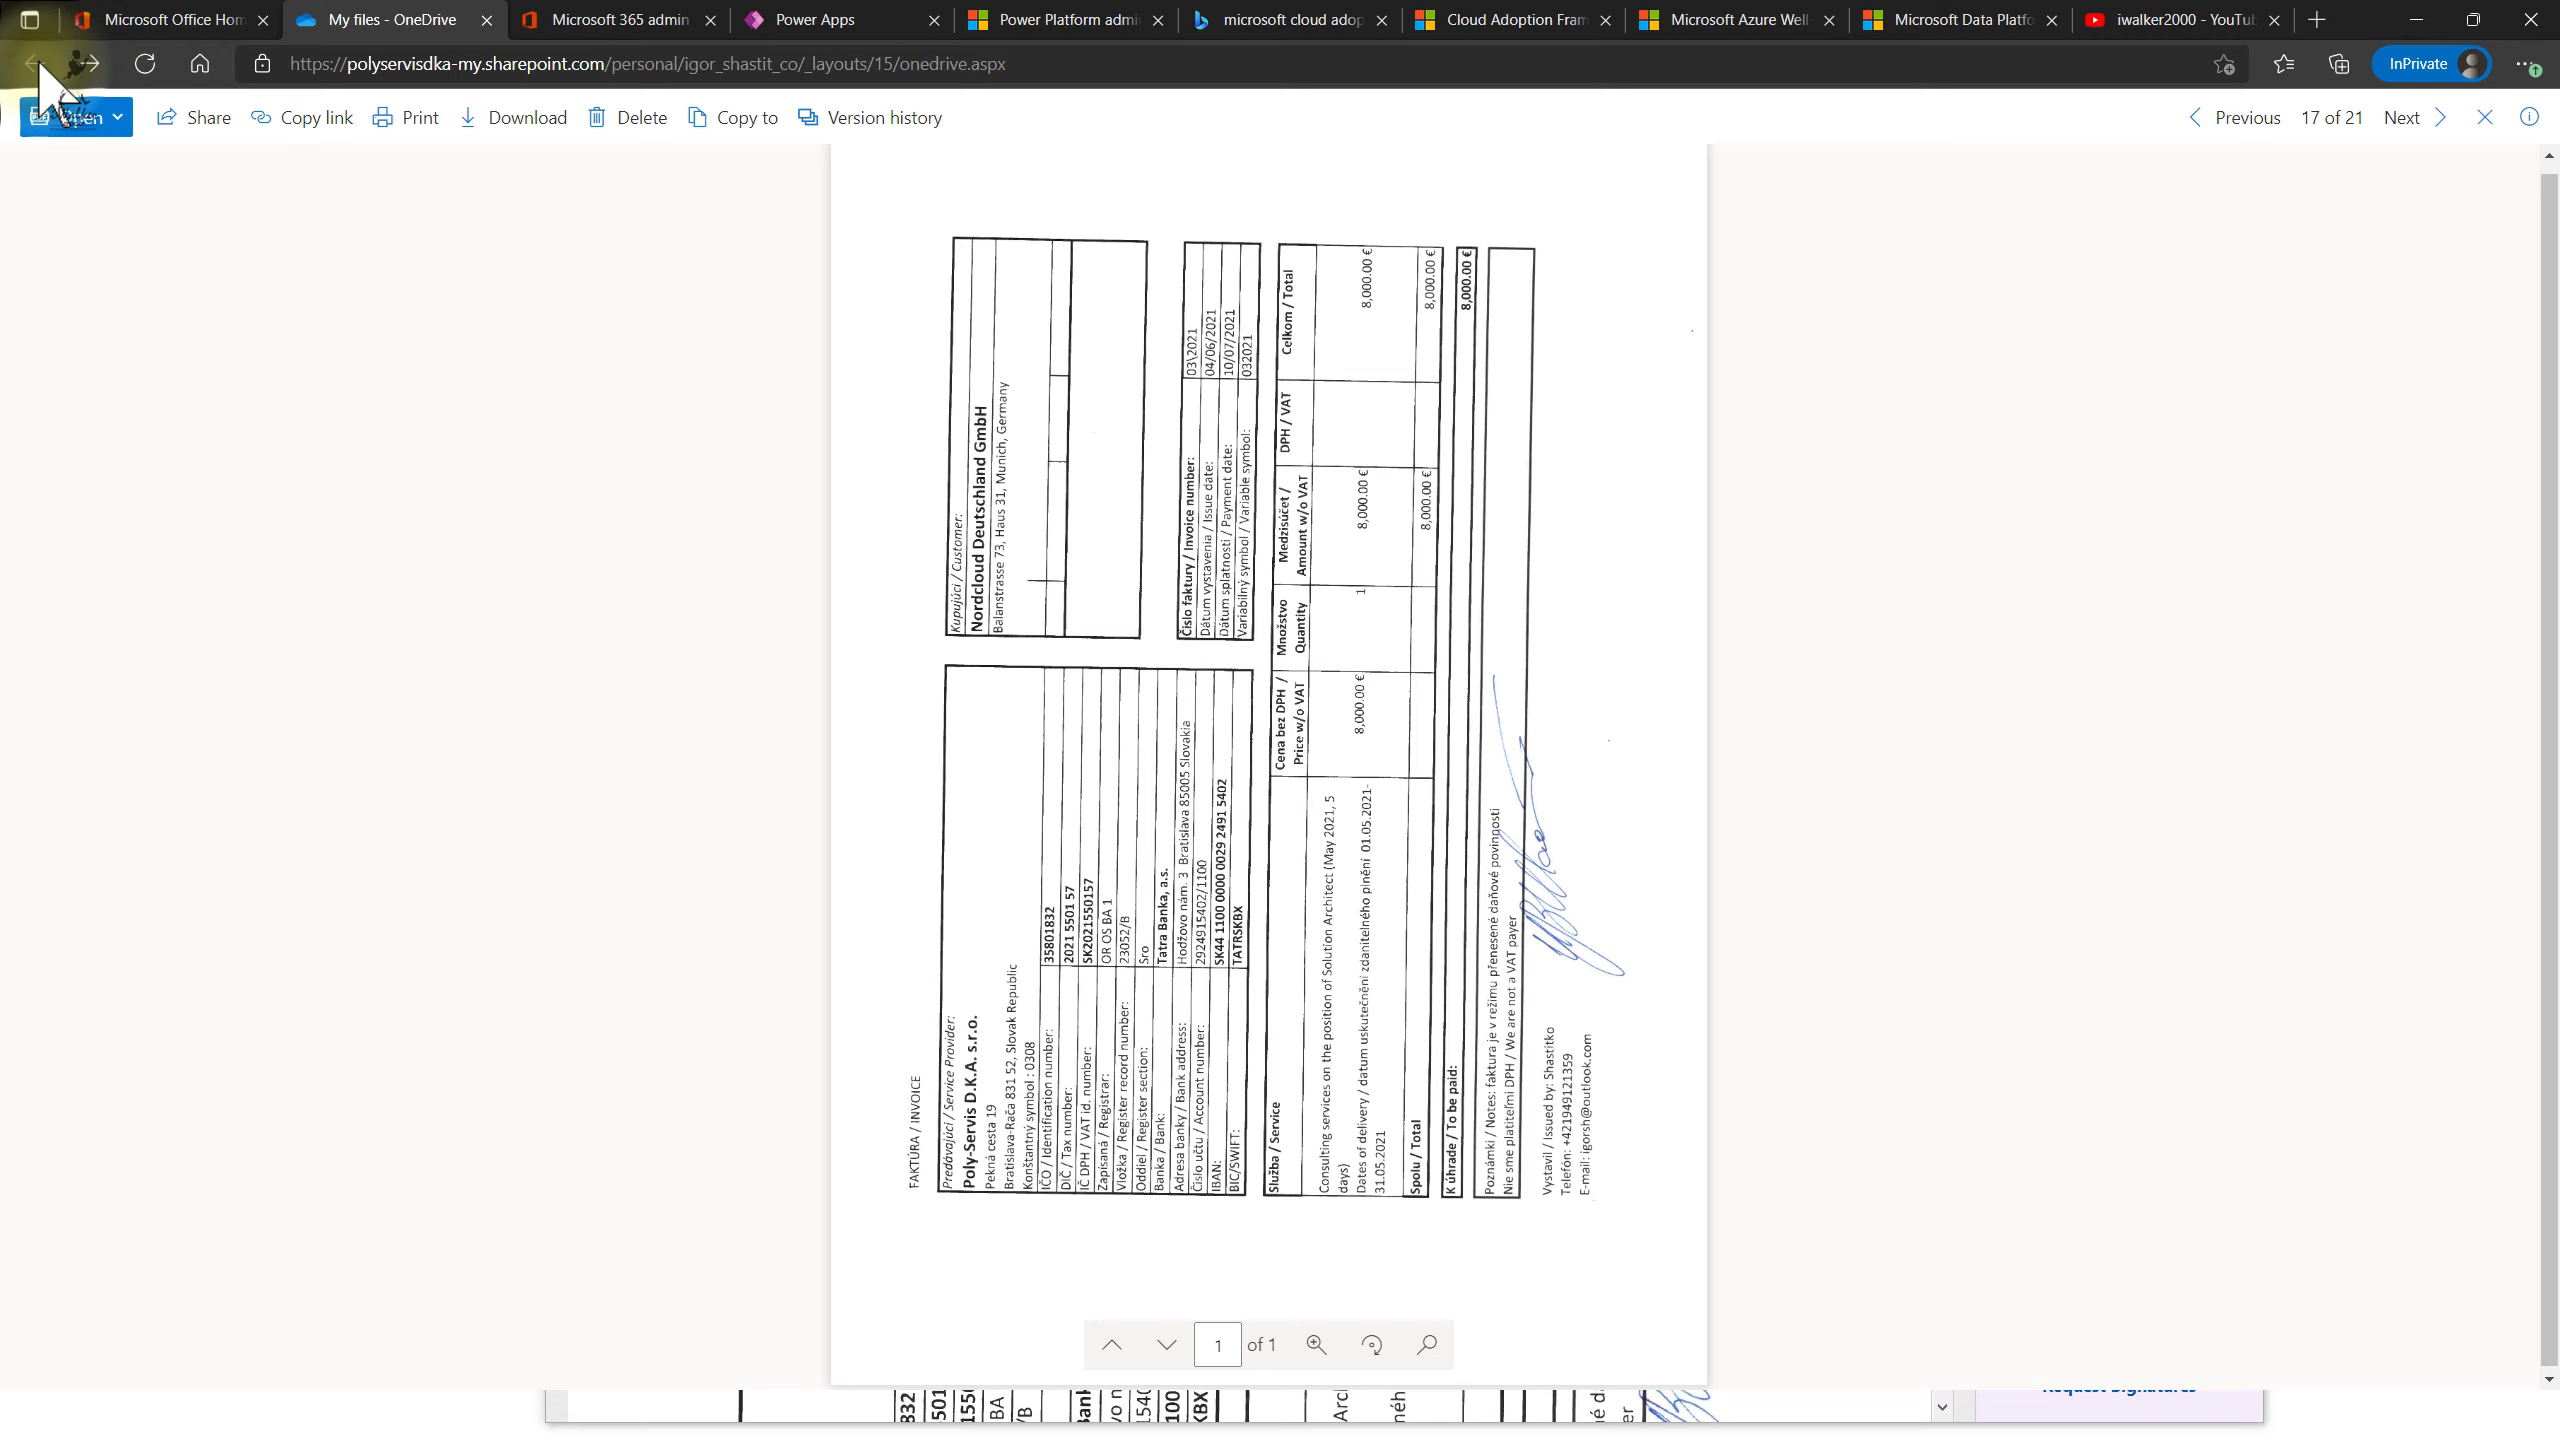 Microsoft Office Hom
My files - OneDrive
Microsoft 365 admin
Power Apps
Power Platform admi
microsoft cloud adop
Cloud Adoption Fram
Microsoft Azure Well
Microsoft Data Platfo
iwalker2000 - YouTu
https://polyservisdka-my.sharepoint.com/personal/igor_shastit_co/_layouts/15/onedrive.aspx
InPrivate
Share
Copy link
Print
Download
Delete
Copy to
Version history
Previous
17 of 21
Next
FAKTÚRA / INVOICE
Predávajúci / Service Provider:
Poly-Servis D.K.A. s.r.o.
Pekná cesta 19
Bratislava-Rača 831 52, Slovak Republic
Konštantný symbol : 0308
IČO / Identification number: 35801832
DIČ / Tax number: 2021 5501 57
IČ DPH / VAT id. number: SK2021550157
Zapísaná / Registrar: OR OS BA 1
Vložka / Register record number: 23052/B
Oddiel / Register section: Sro
Banka / Bank: Tatra Banka, a.s.
Adresa banky / Bank address: Hodžovo nám. 3 Bratislava 85005 Slovakia
Číslo učtu / Account number: 2924915402/1100
IBAN: SK44 1100 0000 0029 2491 5402
BIC/SWIFT: TATRSKBX
Kupujúci / Customer:
Nordcloud Deutschland GmbH
Balanstrasse 73, Haus 31, Munich, Germany
Číslo faktury / Invoice number: 03\2021
Dátum vystavenia / Issue date: 04/06/2021
Dátum splatnosti / Payment date: 10/07/2021
Variabilný symbol / Variable symbol: 032021
Služba / Service
Cena bez DPH / Price w/o VAT
Množstvo Quantity
Medzisúčet / Amount w/o VAT
DPH / VAT
Celkom / Total
Consulting services on the position of Solution Architect (May 2021, 5
days)
Dates of delivery / datum uskutečnění zdanitelného plnění 01.05.2021-
31.05.2021
8,000.00 € 1 8,000.00 € 8,000.00 €
Spolu / Total 8,000.00 € 8,000.00 €
K úhrade / To be paid: 8,000.00 €
Poznámki / Notes: faktura je v režimu přenesené daňové povinnosti
Nie sme platiteľmi DPH / We are not a VAT payer
Vystavil / Issued by: Shastitko
Telefón: +421949121359
E-mail: igorsh@outlook.com
1 of 1